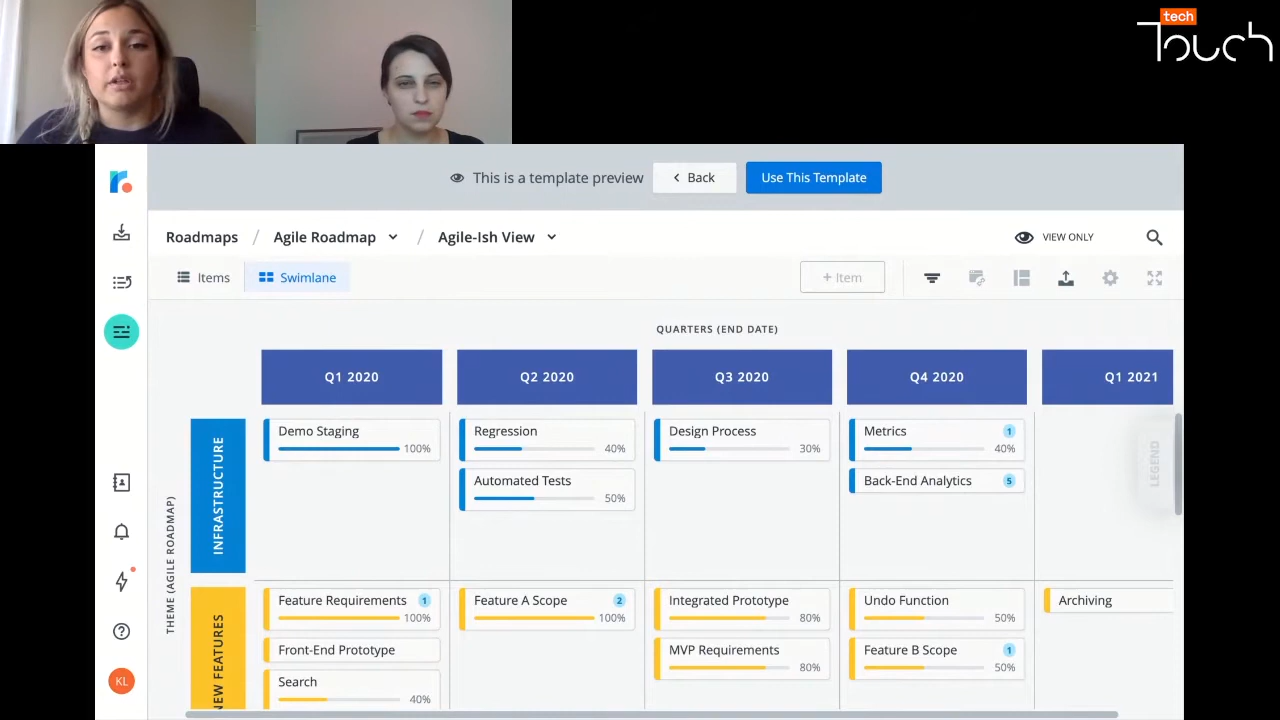 tech
Touch
This is a template preview
Back
Use This Template
Roadmaps / Agile Roadmap / Agile-Ish View
VIEW ONLY
Items
Swimlane
+ Item
QUARTERS (END DATE)
Q1 2020
Q2 2020
Q3 2020
Q4 2020
Q1 2021
THEME (AGILE ROADMAP)
INFRASTRUCTURE
Demo Staging
100%
Regression
40%
Automated Tests
50%
Design Process
30%
Metrics 1
40%
Back-End Analytics 5
LEGEND
NEW FEATURES
Feature Requirements 1
100%
Front-End Prototype
Search
40%
Feature A Scope 2
100%
Integrated Prototype
80%
MVP Requirements
80%
Undo Function
50%
Feature B Scope 1
50%
Archiving
KL